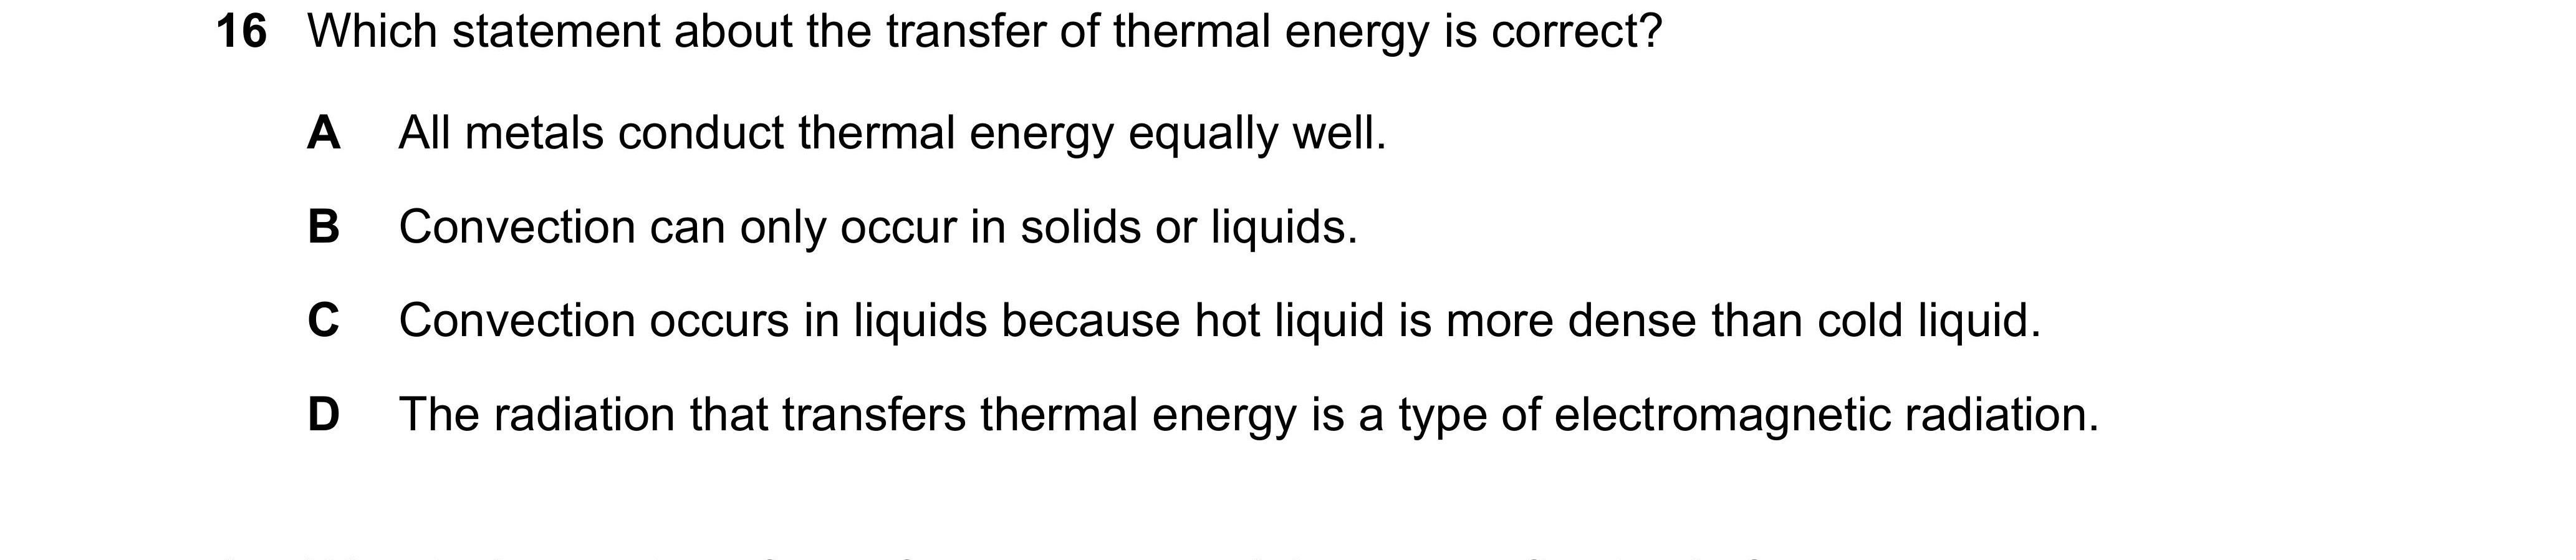 16 Which statement about the transfer of thermal energy is correct?
A All metals conduct thermal energy equally well.
B Convection can only occur in solids or liquids.
C Convection occurs in liquids because hot liquid is more dense than cold liquid.
D The radiation that transfers thermal energy is a type of electromagnetic radiation.